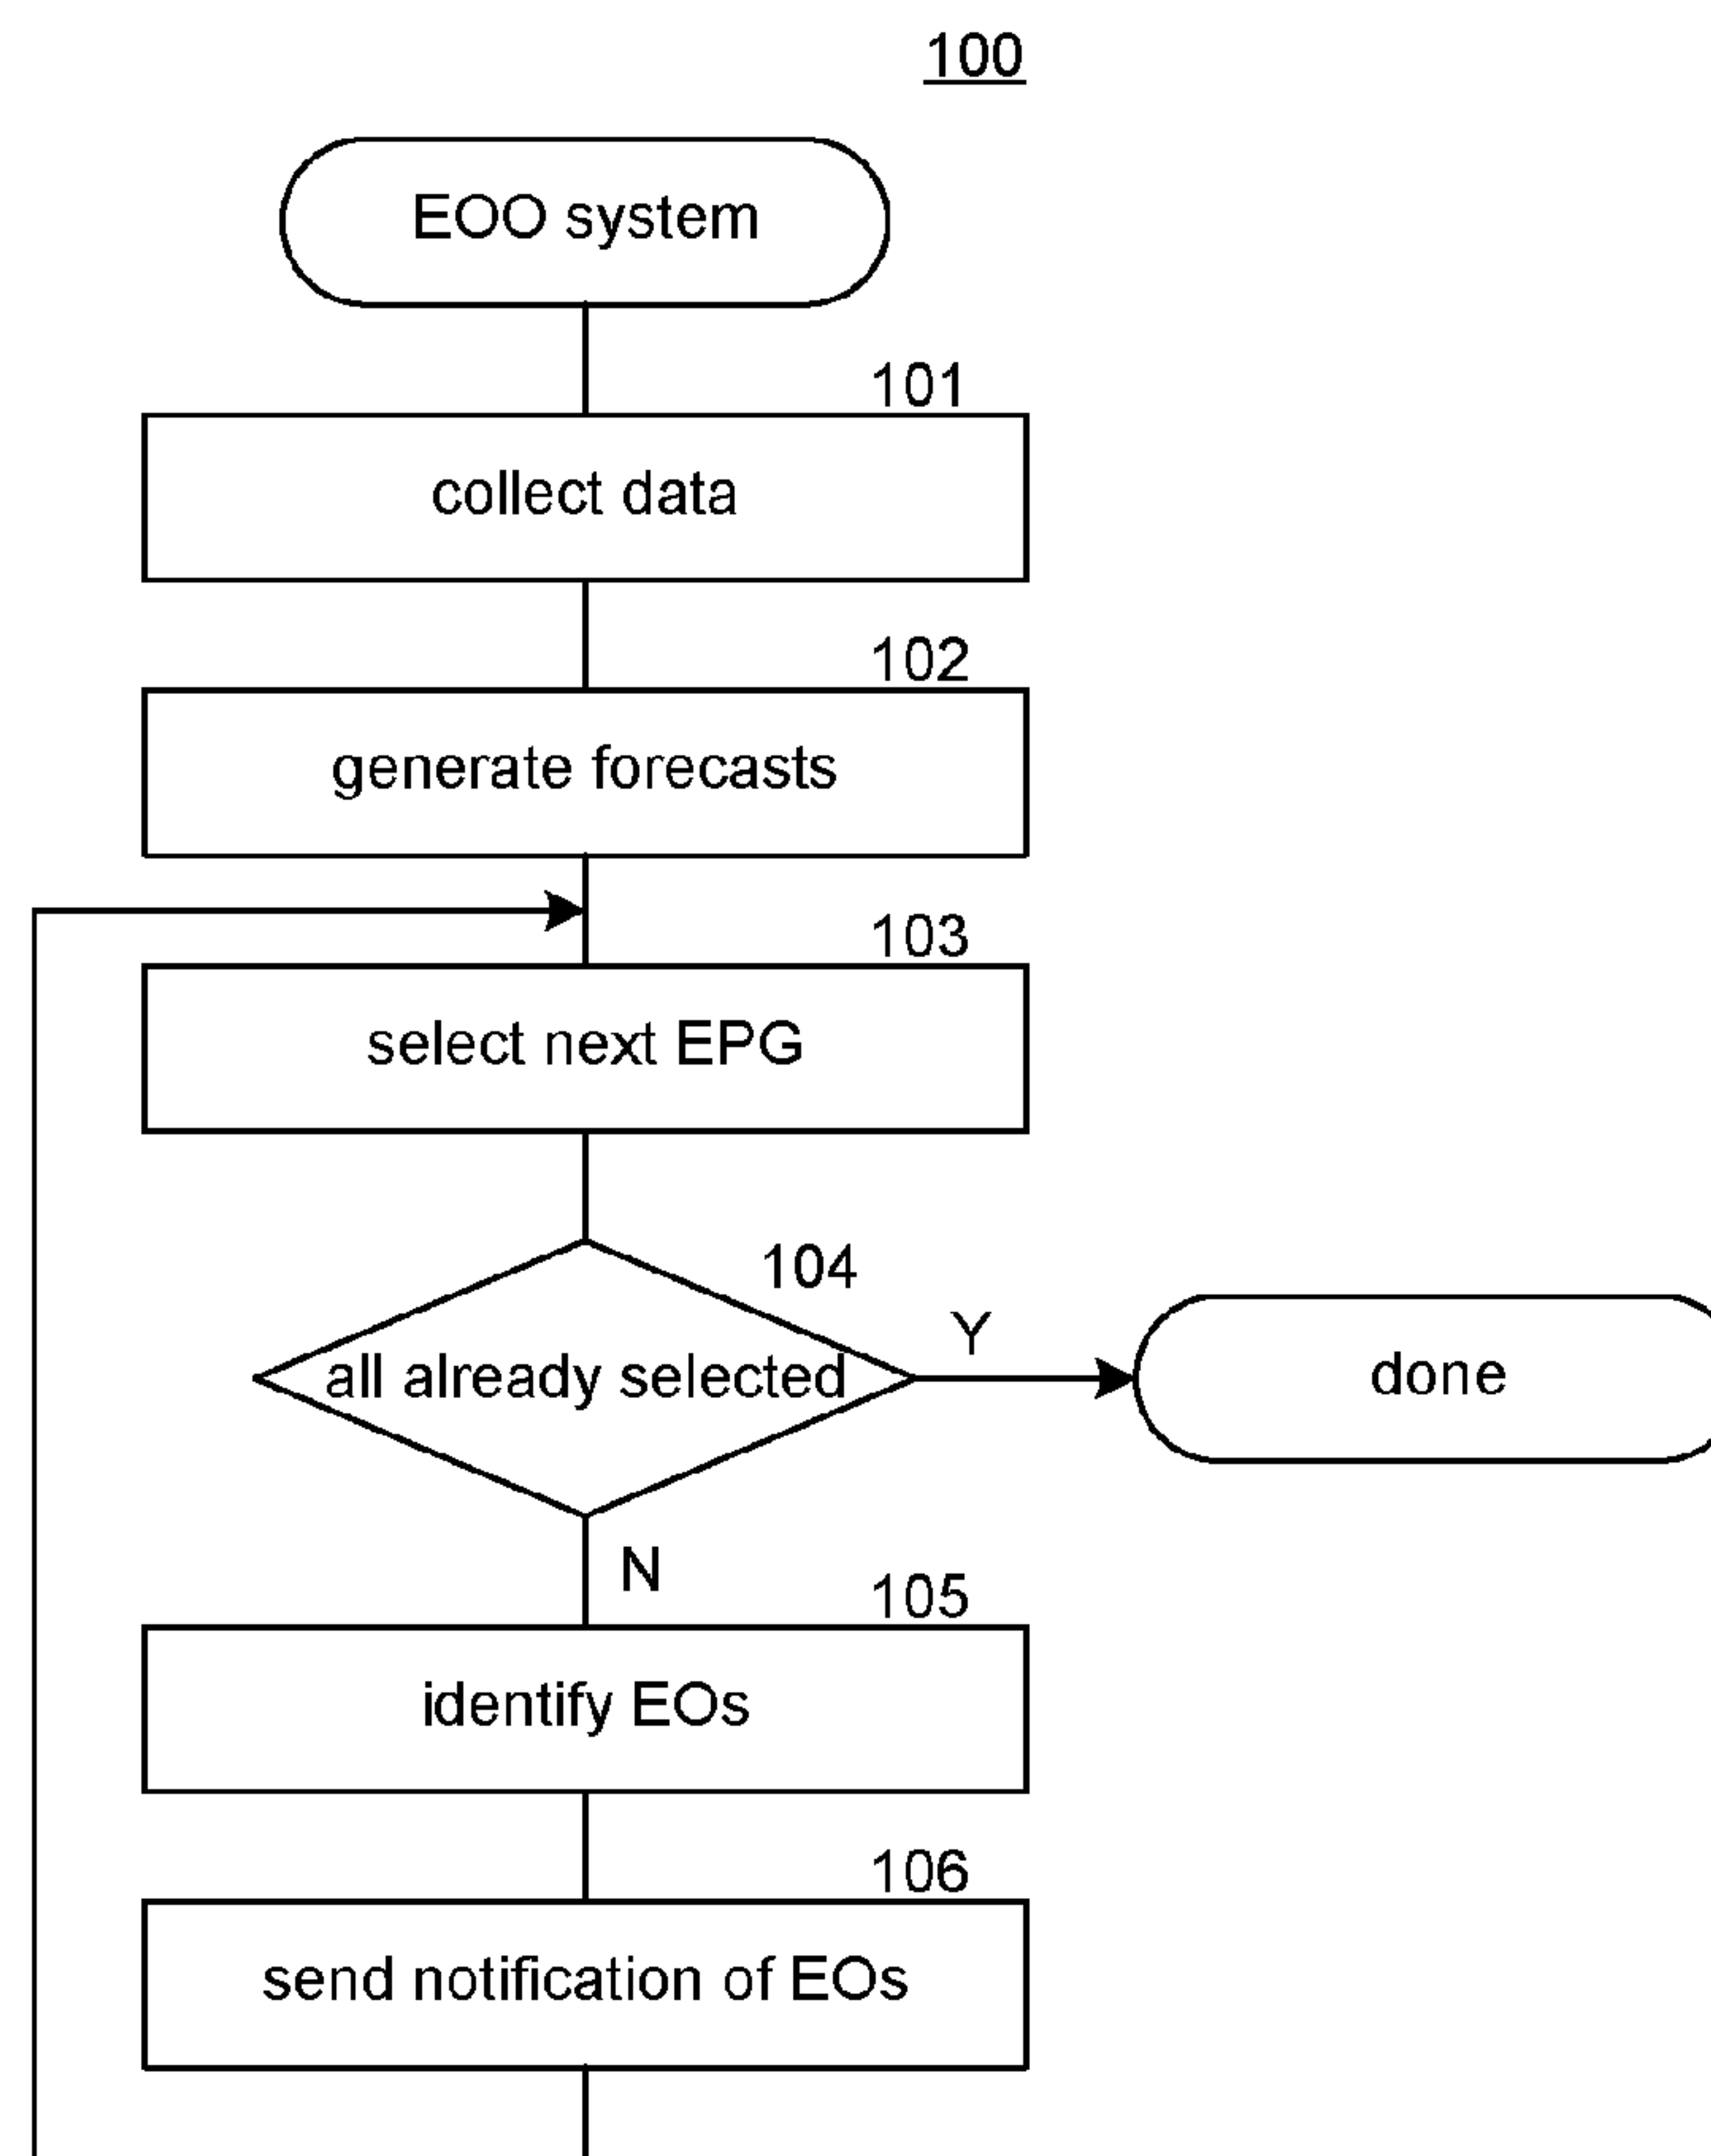 100
EOO system
101
collect data
102
generate forecasts
103
select next EPG
104
all already selected
Y
done
N
105
identify EOs
106
send notification of EOs